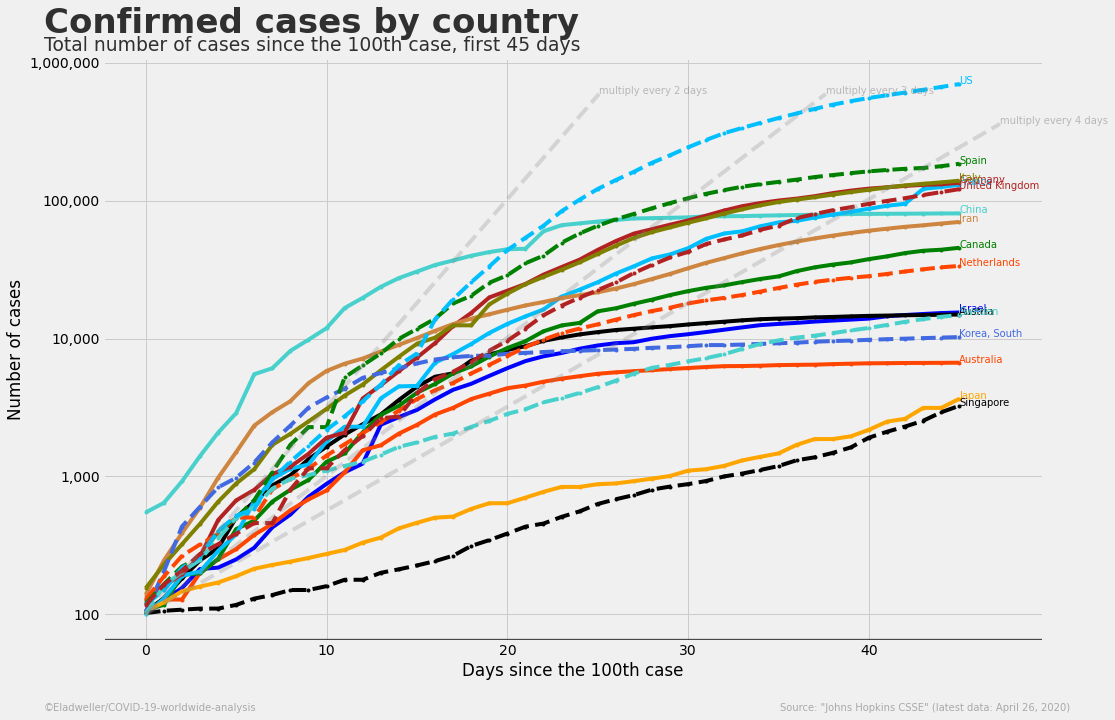 Confirmed cases by country
Total number of cases since the 100th case, first 45 days
1,000,000
100,000
10,000
1,000
100
Number of cases
multiply every 2 days
multiply every 3 days
multiply every 4 days
US
Spain
Italy
Germany
United Kingdom
China
Iran
Canada
Netherlands
Israel
Austria
Korea, South
Australia
Japan
Singapore
0
10
20
30
40
Days since the 100th case
©Eladweller/COVID-19-worldwide-analysis
Source: "Johns Hopkins CSSE" (latest data: April 26, 2020)